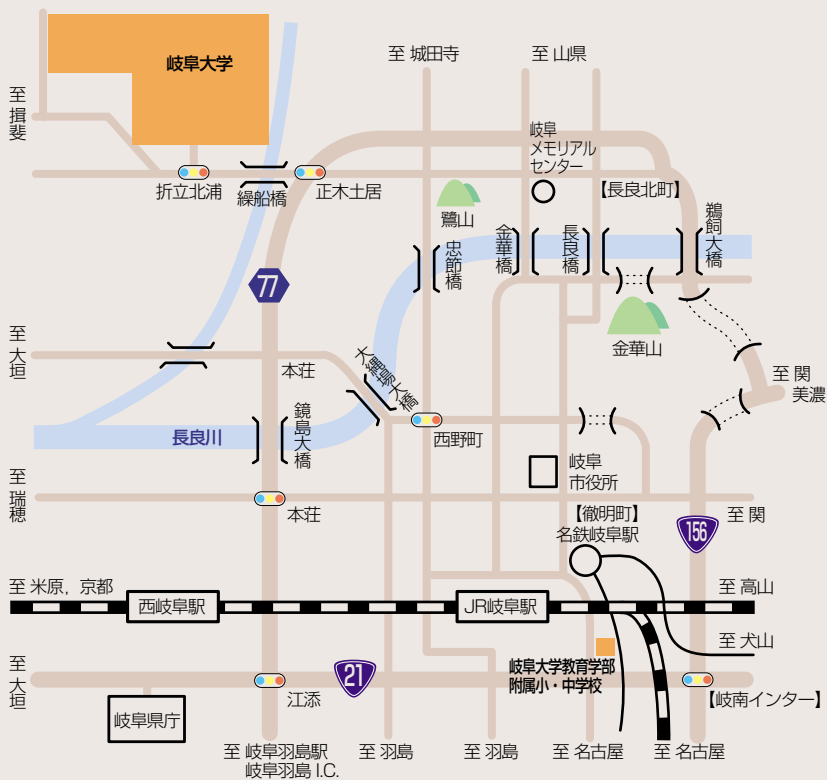 岐阜大学
至 城田寺
至 山県
至 揖斐
岐阜
メモリアル
センター
折立北浦
繰船橋
正木土居
鷺山
【長良北町】
忠節橋
金華橋
長良橋
鵜飼大橋
77
金華山
至 大垣
本荘
大縄場大橋
至 関
美濃
長良川
鏡島大橋
西野町
岐阜
市役所
至 瑞穂
本荘
【徹明町】
名鉄岐阜駅
156
至 関
至 米原，京都
西岐阜駅
JR岐阜駅
至 高山
至 犬山
至 大垣
21
岐阜大学教育学部
附属小・中学校
江添
【岐南インター】
岐阜県庁
至 岐阜羽島駅
岐阜羽島 I.C.
至 羽島
至 羽島
至 名古屋
至 名古屋